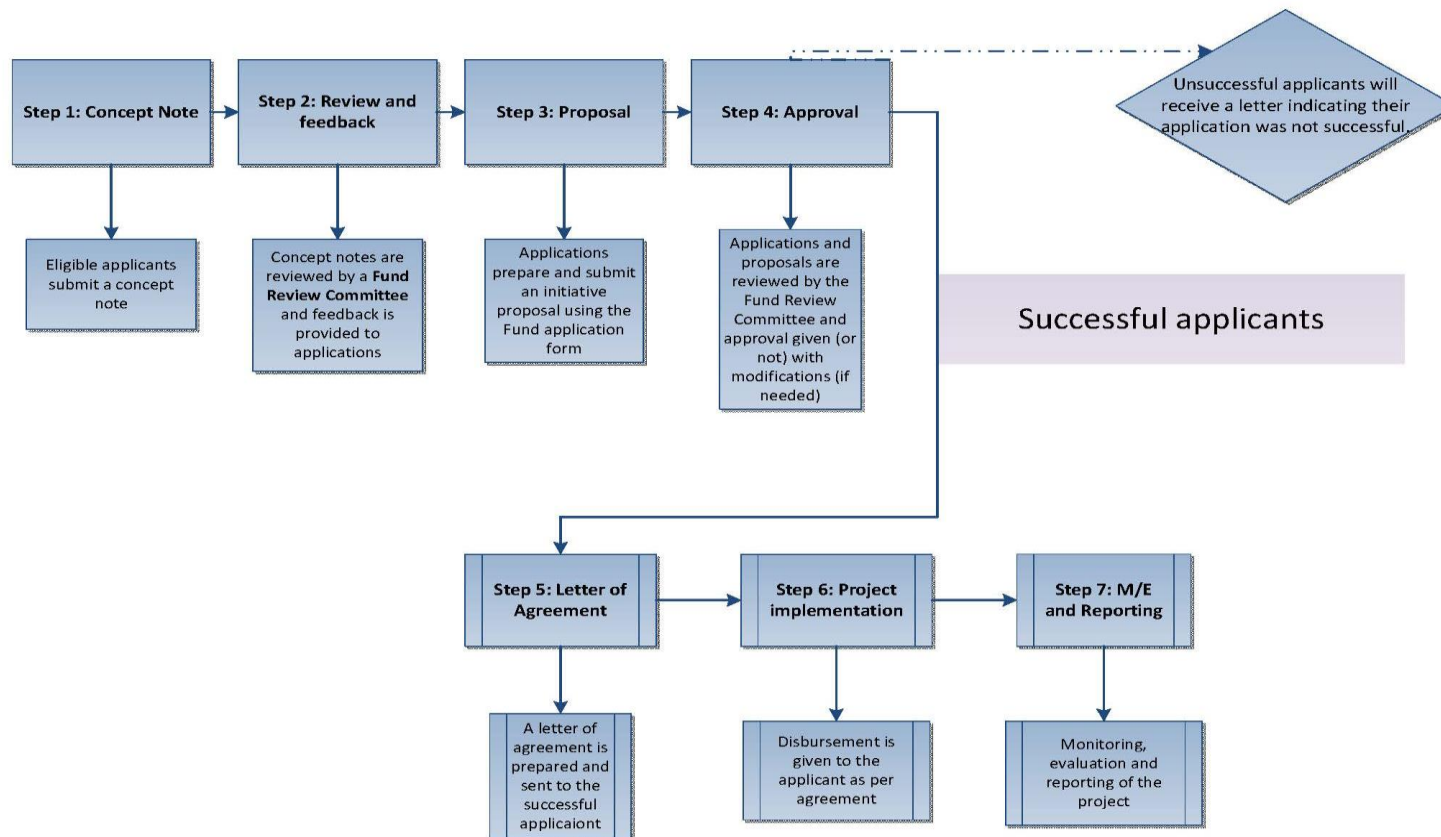 Step 1: Concept Note
Step 2: Review and
feedback
Step 3: Proposal
Step 4: Approval
Unsuccessful applicants will
receive a letter indicating their
application was not successful.
Eligible applicants
submit a concept
note
Concept notes are
reviewed by a Fund
Review Committee
and feedback is
provided to
applications
Applications
prepare and submit
an initiative
proposal using the
Fund application
form
Applications and
proposals are
reviewed by the
Fund Review
Committee and
approval given (or
not) with
modifications (if
needed)
Successful applicants
Step 5: Letter of
Agreement
Step 6: Project
implementation
Step 7: M/E
and Reporting
A letter of
agreement is
prepared and
sent to the
successful
applicaiont
Disbursement is
given to the
applicant as per
agreement
Monitoring,
evaluation and
reporting of the
project